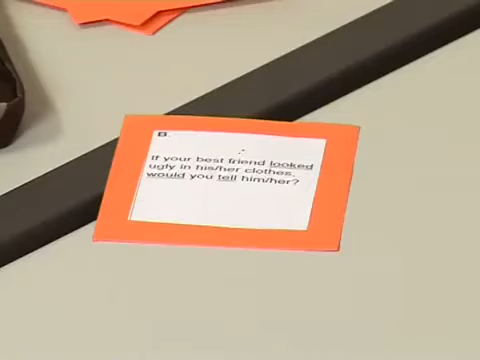 B.
If your best friend looked
ugly in his/her clothes,
would you tell him/her?